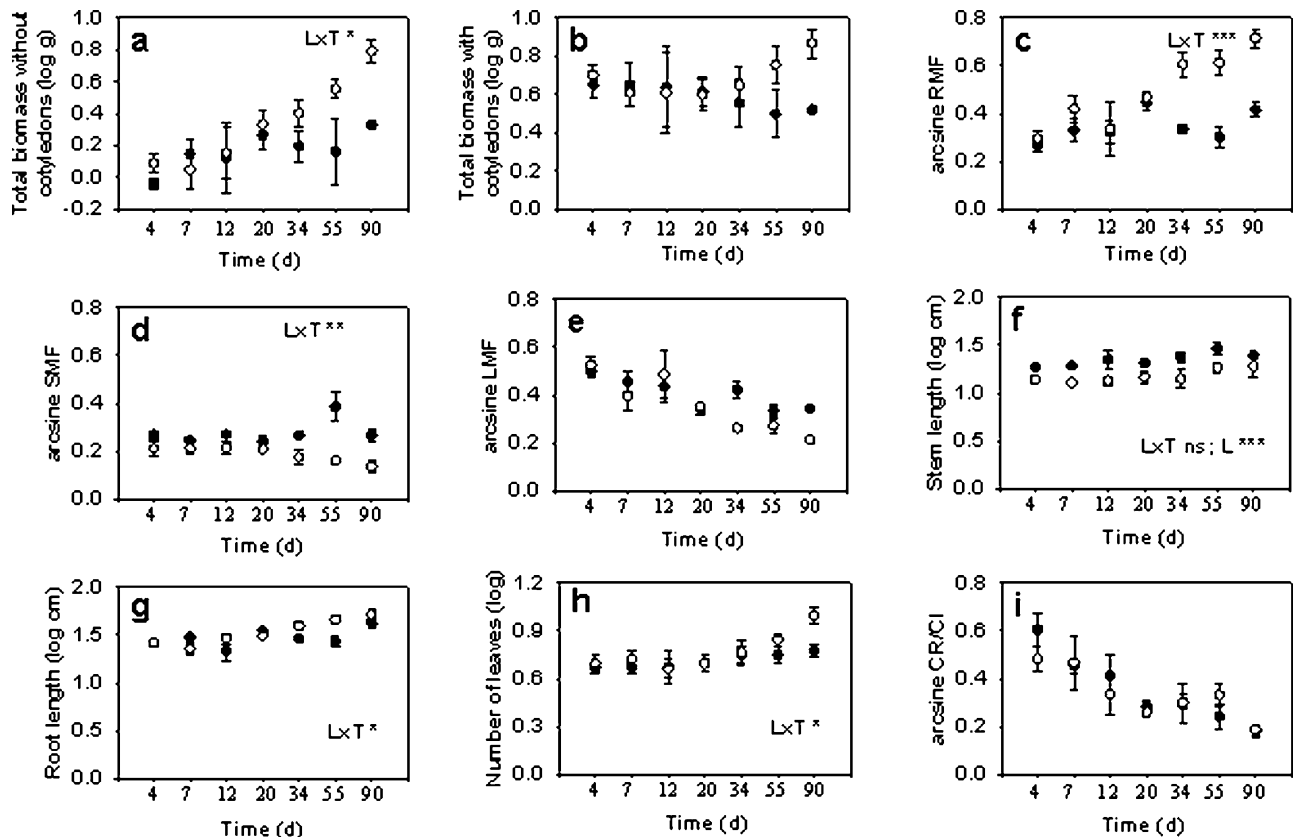 Total biomass without
cotyledons (log g)
a
L×T *
1.0
0.8
0.6
0.4
0.2
0.0
-0.2
4 7 12 20 34 55 90
Time (d)
Total biomass with
cotyledons (log g)
b
1.0
0.8
0.6
0.4
0.2
0.0
4 7 12 20 34 55 90
Time (d)
arcsine RMF
c
L×T ***
0.8
0.6
0.4
0.2
0.0
4 7 12 20 34 55 90
Time (d)
arcsine SMF
d
L×T **
0.8
0.6
0.4
0.2
0.0
4 7 12 20 34 55 90
Time (d)
arcsine LMF
e
0.8
0.6
0.4
0.2
0.0
4 7 12 20 34 55 90
Time (d)
Stem length (log cm)
f
2.0
1.5
1.0
0.5
0.0
L×T ns; L ***
4 7 12 20 34 55 90
Time (d)
Root length (log cm)
g
2.0
1.5
1.0
0.5
0.0
L×T *
4 7 12 20 34 55 90
Time (d)
Number of leaves (log)
h
1.2
0.9
0.6
0.3
0.0
L×T *
4 7 12 20 34 55 90
Time (d)
arcsine CR/CI
i
0.8
0.6
0.4
0.2
0.0
4 7 12 20 34 55 90
Time (d)